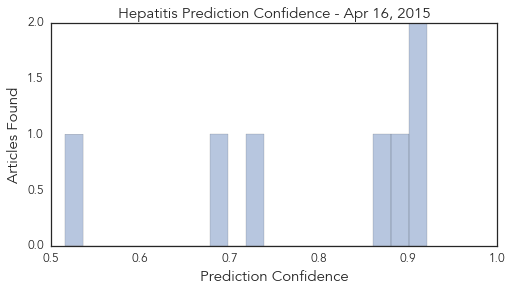 Hepatitis Prediction Confidence - Apr 16, 2015
2.0
1.5
1.0
0.5
0.0
Articles Found
0.5 0.6 0.7 0.8 0.9 1.0
Prediction Confidence